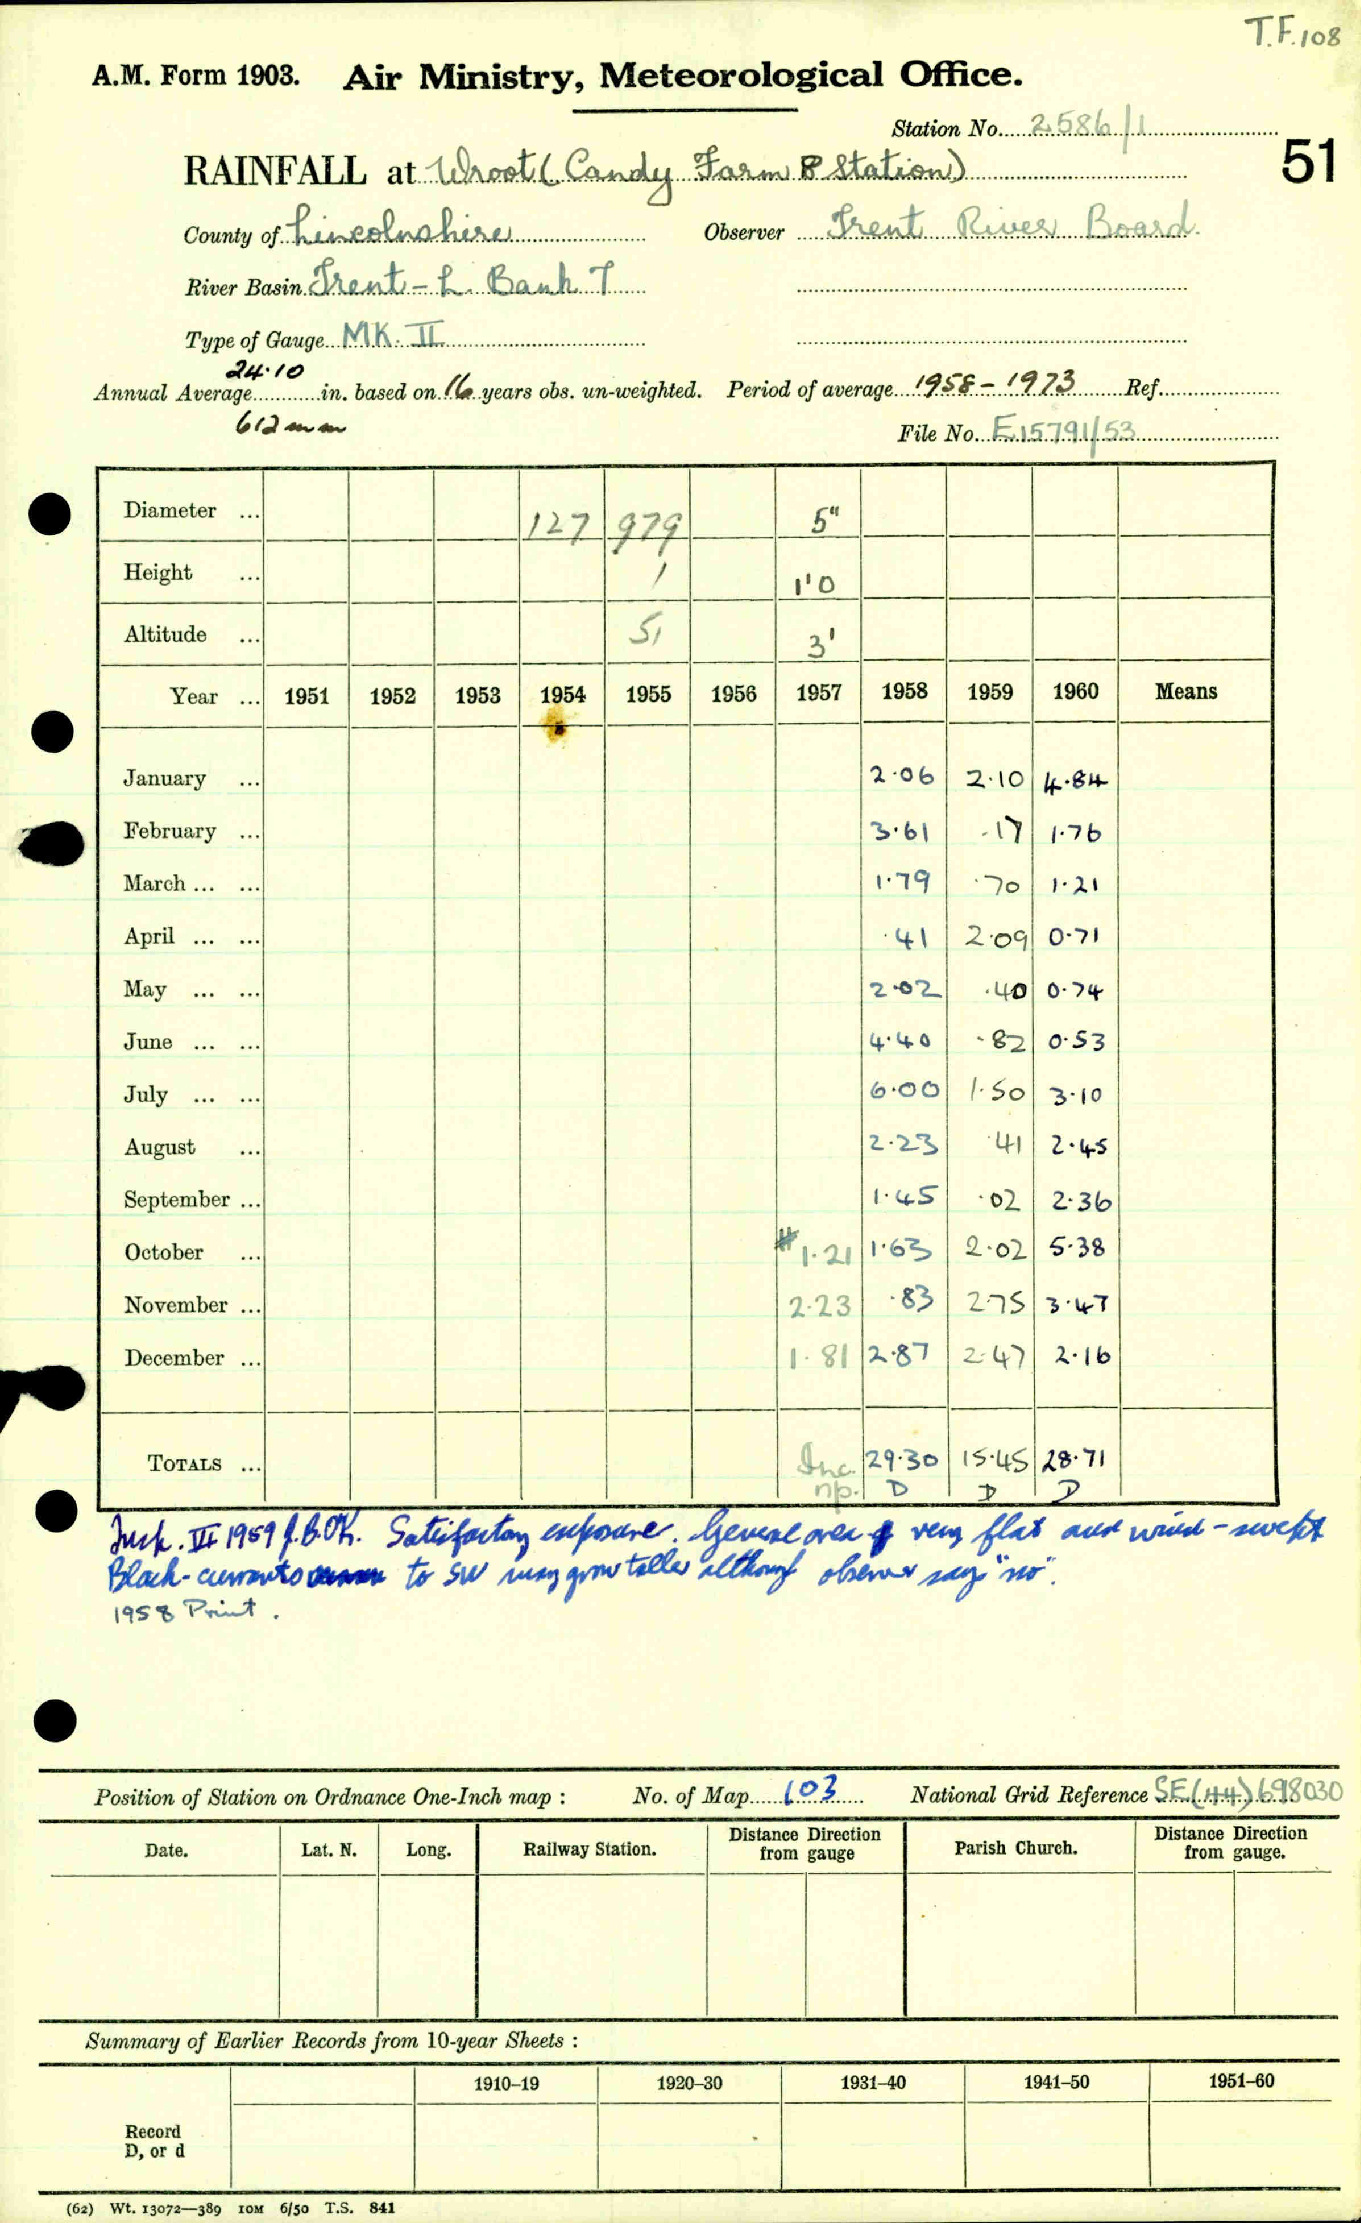 T.F.108
A.M. Form 1903. Air Ministry, Meteorological Office.
Station No. 2586/1
51
RAINFALL at Wroot (Candy Farm P Station)
County of Lincolnshire Observer Trent River Board.
River Basin Trent - L. Bank T
Type of Gauge MK. II
Annual Average 24.10 in. based on 16 years obs. un-weighted. Period of average 1958 - 1973 Ref.
612 mm
File No. E15791/53
Diameter ... 127 979 5"
Height ... 1 1'0
Altitude ... 51 3'
Year ... 1951 1952 1953 1954 1955 1956 1957 1958 1959 1960 Means
January ... 2.06 2.10 4.84
February ... 3.61 .17 1.76
March ... ... 1.79 .70 1.21
April ... ... .41 2.09 0.71
May ... ... 2.02 .40 0.74
June ... ... 4.40 .82 0.53
July ... ... 6.00 1.50 3.10
August ... 2.23 .41 2.45
September ... 1.45 .02 2.36
October ... # 1.21 1.63 2.02 5.38
November ... 2.23 .83 2.75 3.47
December ... 1.81 2.87 2.47 2.16
TOTALS ... Inc. 29.30 15.45 28.71
np. D D D
Insp. III 1959 J.B. OK. Satisfactory exposure. General area very flat and wind-swept
Black-currants to SW may grow taller although observer says "no".
1958 Print.
Position of Station on Ordnance One-Inch map : No. of Map 103 National Grid Reference SE(44)698030
Date. Lat. N. Long. Railway Station. Distance Direction from gauge Parish Church. Distance Direction from gauge.
Summary of Earlier Records from 10-year Sheets :
1910–19 1920–30 1931–40 1941–50 1951–60
Record
D, or d
(62) Wt. 13072—389 10M 6/50 T.S. 841